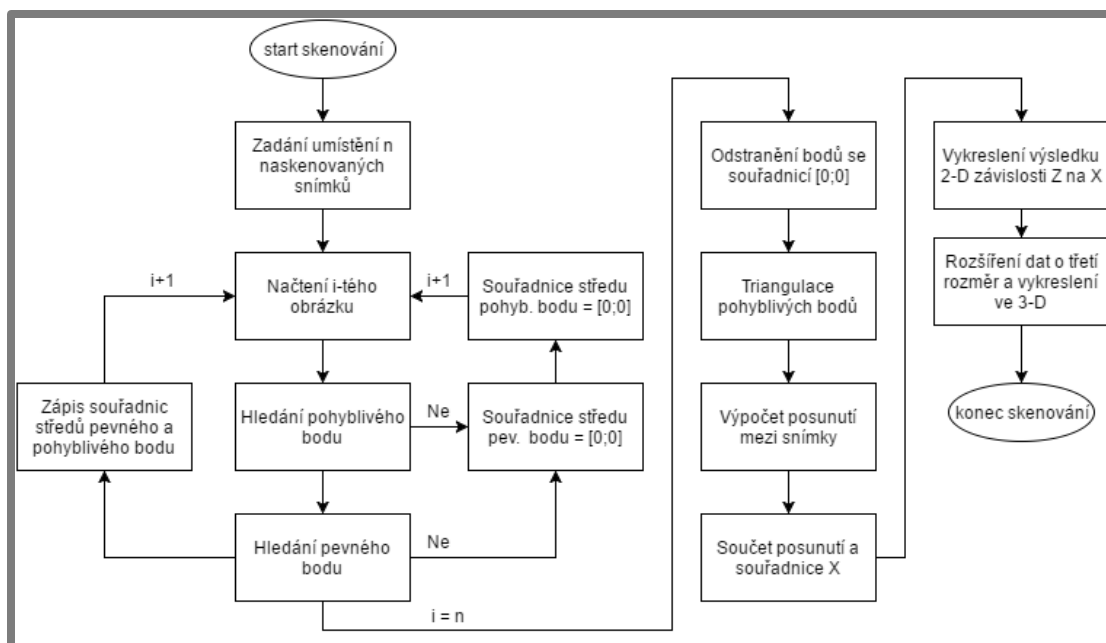 start skenování
Zadání umístění n
naskenovaných
snímků
i+1
Načtení i-tého
obrázku
i+1
Souřadnice středu
pohyb. bodu = [0;0]
Zápis souřadnic
středů pevného a
pohyblivého bodu
Hledání pohyblivého
bodu
Ne
Souřadnice středu
pev. bodu = [0;0]
Hledání pevného
bodu
Ne
i = n
Odstranění bodů se
souřadnicí [0;0]
Triangulace
pohyblivých bodů
Výpočet posunutí
mezi snímky
Součet posunutí a
souřadnice X
Vykreslení výsledku
2-D závislosti Z na X
Rozšíření dat o třetí
rozměr a vykreslení
ve 3-D
konec skenování